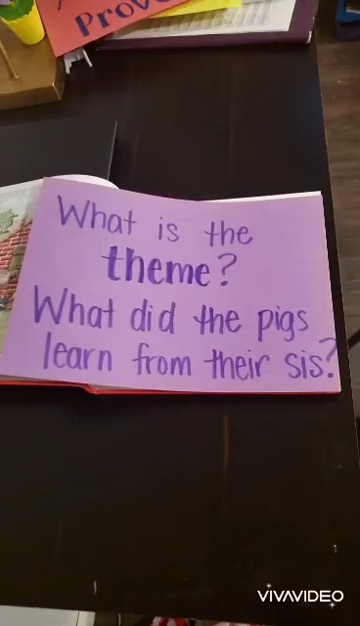 Prov
What is the
theme?
What did the pigs
learn from their sis?
VIVAVIDEO